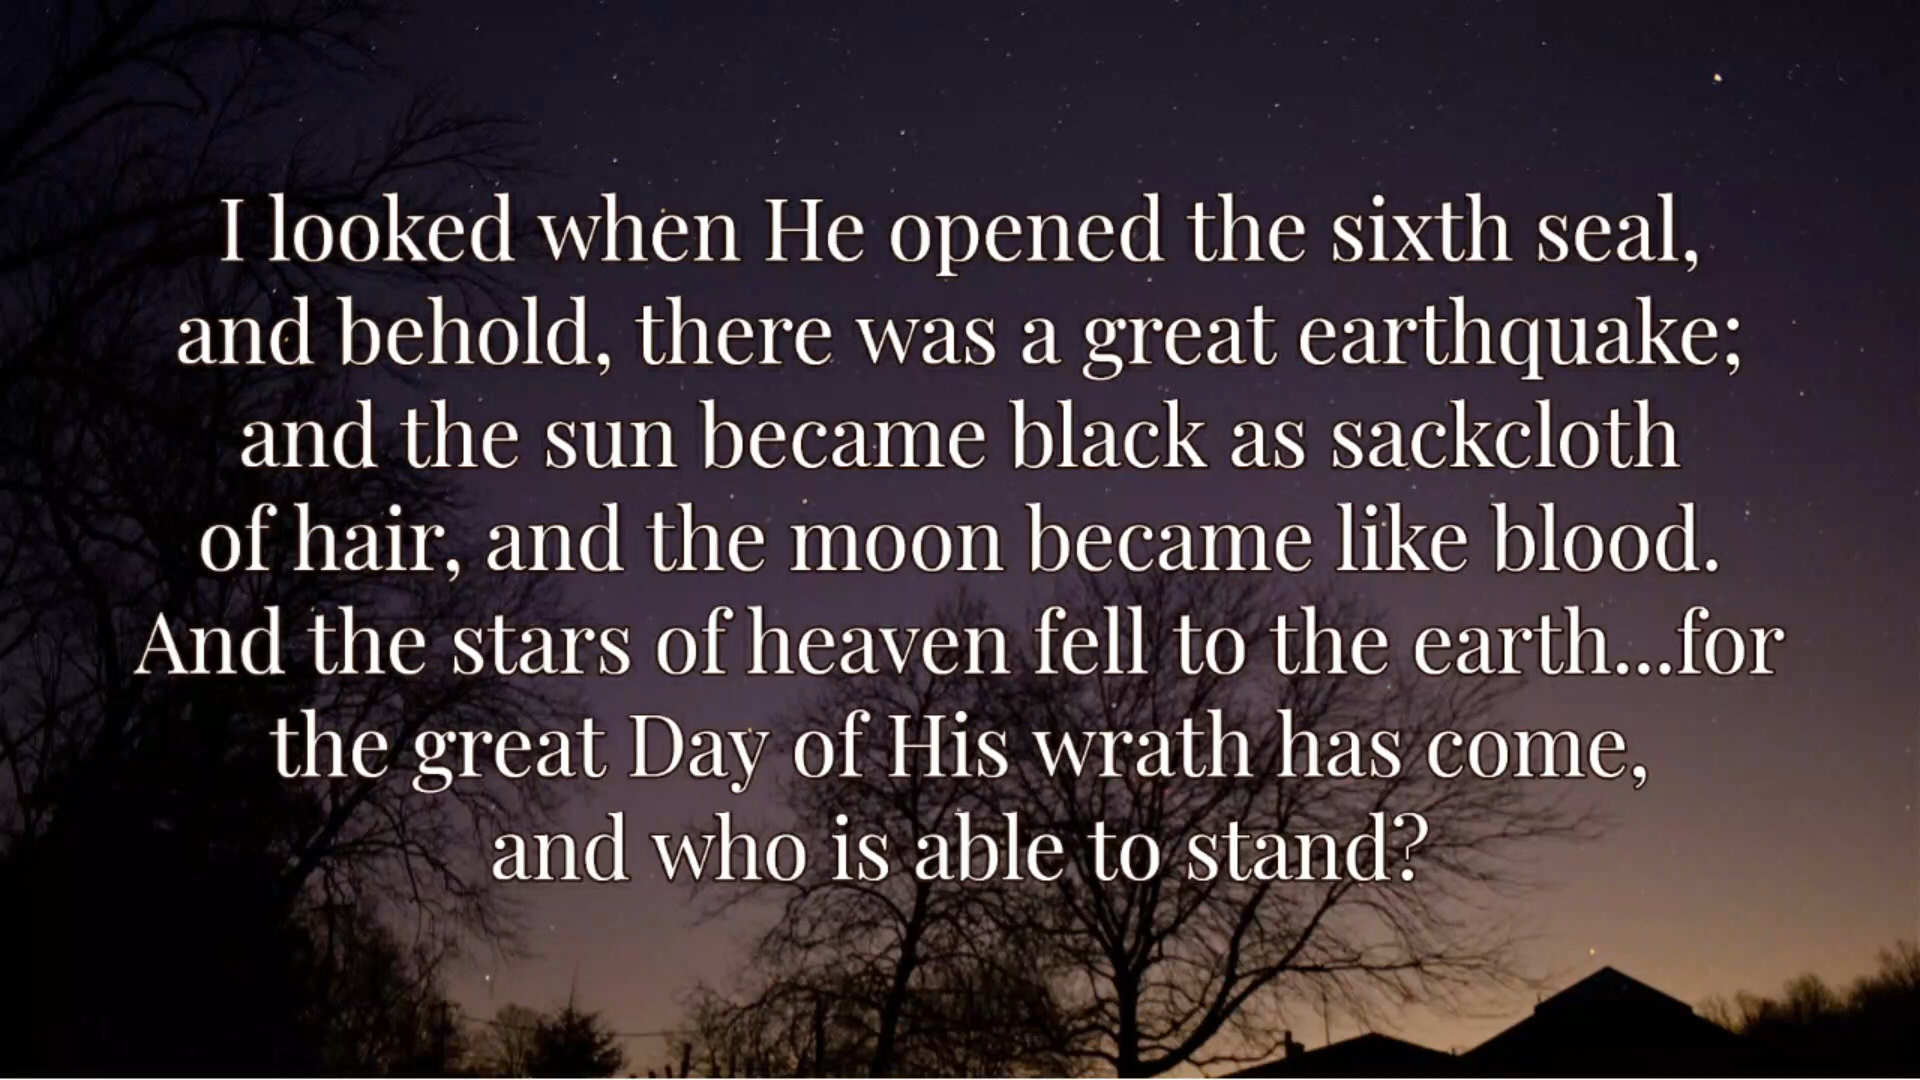 I looked when He opened the sixth seal,
and behold, there was a great earthquake;
and the sun became black as sackcloth
of hair, and the moon became like blood.
And the stars of heaven fell to the earth...for
the great Day of His wrath has come,
and who is able to stand?